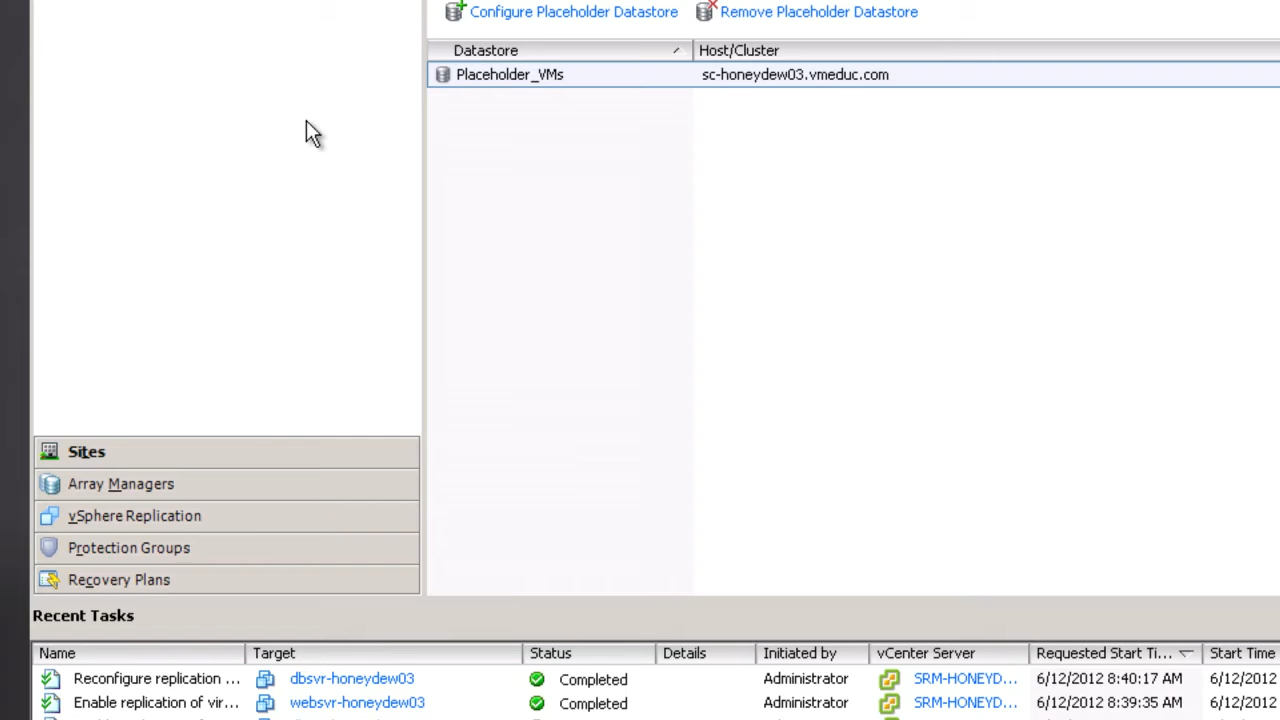 Configure Placeholder Datastore Remove Placeholder Datastore
Datastore Host/Cluster
Placeholder_VMs sc-honeydew03.vmeduc.com
Sites
Array Managers
vSphere Replication
Protection Groups
Recovery Plans
Recent Tasks
Name Target Status Details Initiated by vCenter Server Requested Start Ti... Start Time
Reconfigure replication ... dbsvr-honeydew03 Completed Administrator SRM-HONEYD... 6/12/2012 8:40:17 AM 6/12/2012
Enable replication of vir... websvr-honeydew03 Completed Administrator SRM-HONEYD... 6/12/2012 8:39:35 AM 6/12/2012